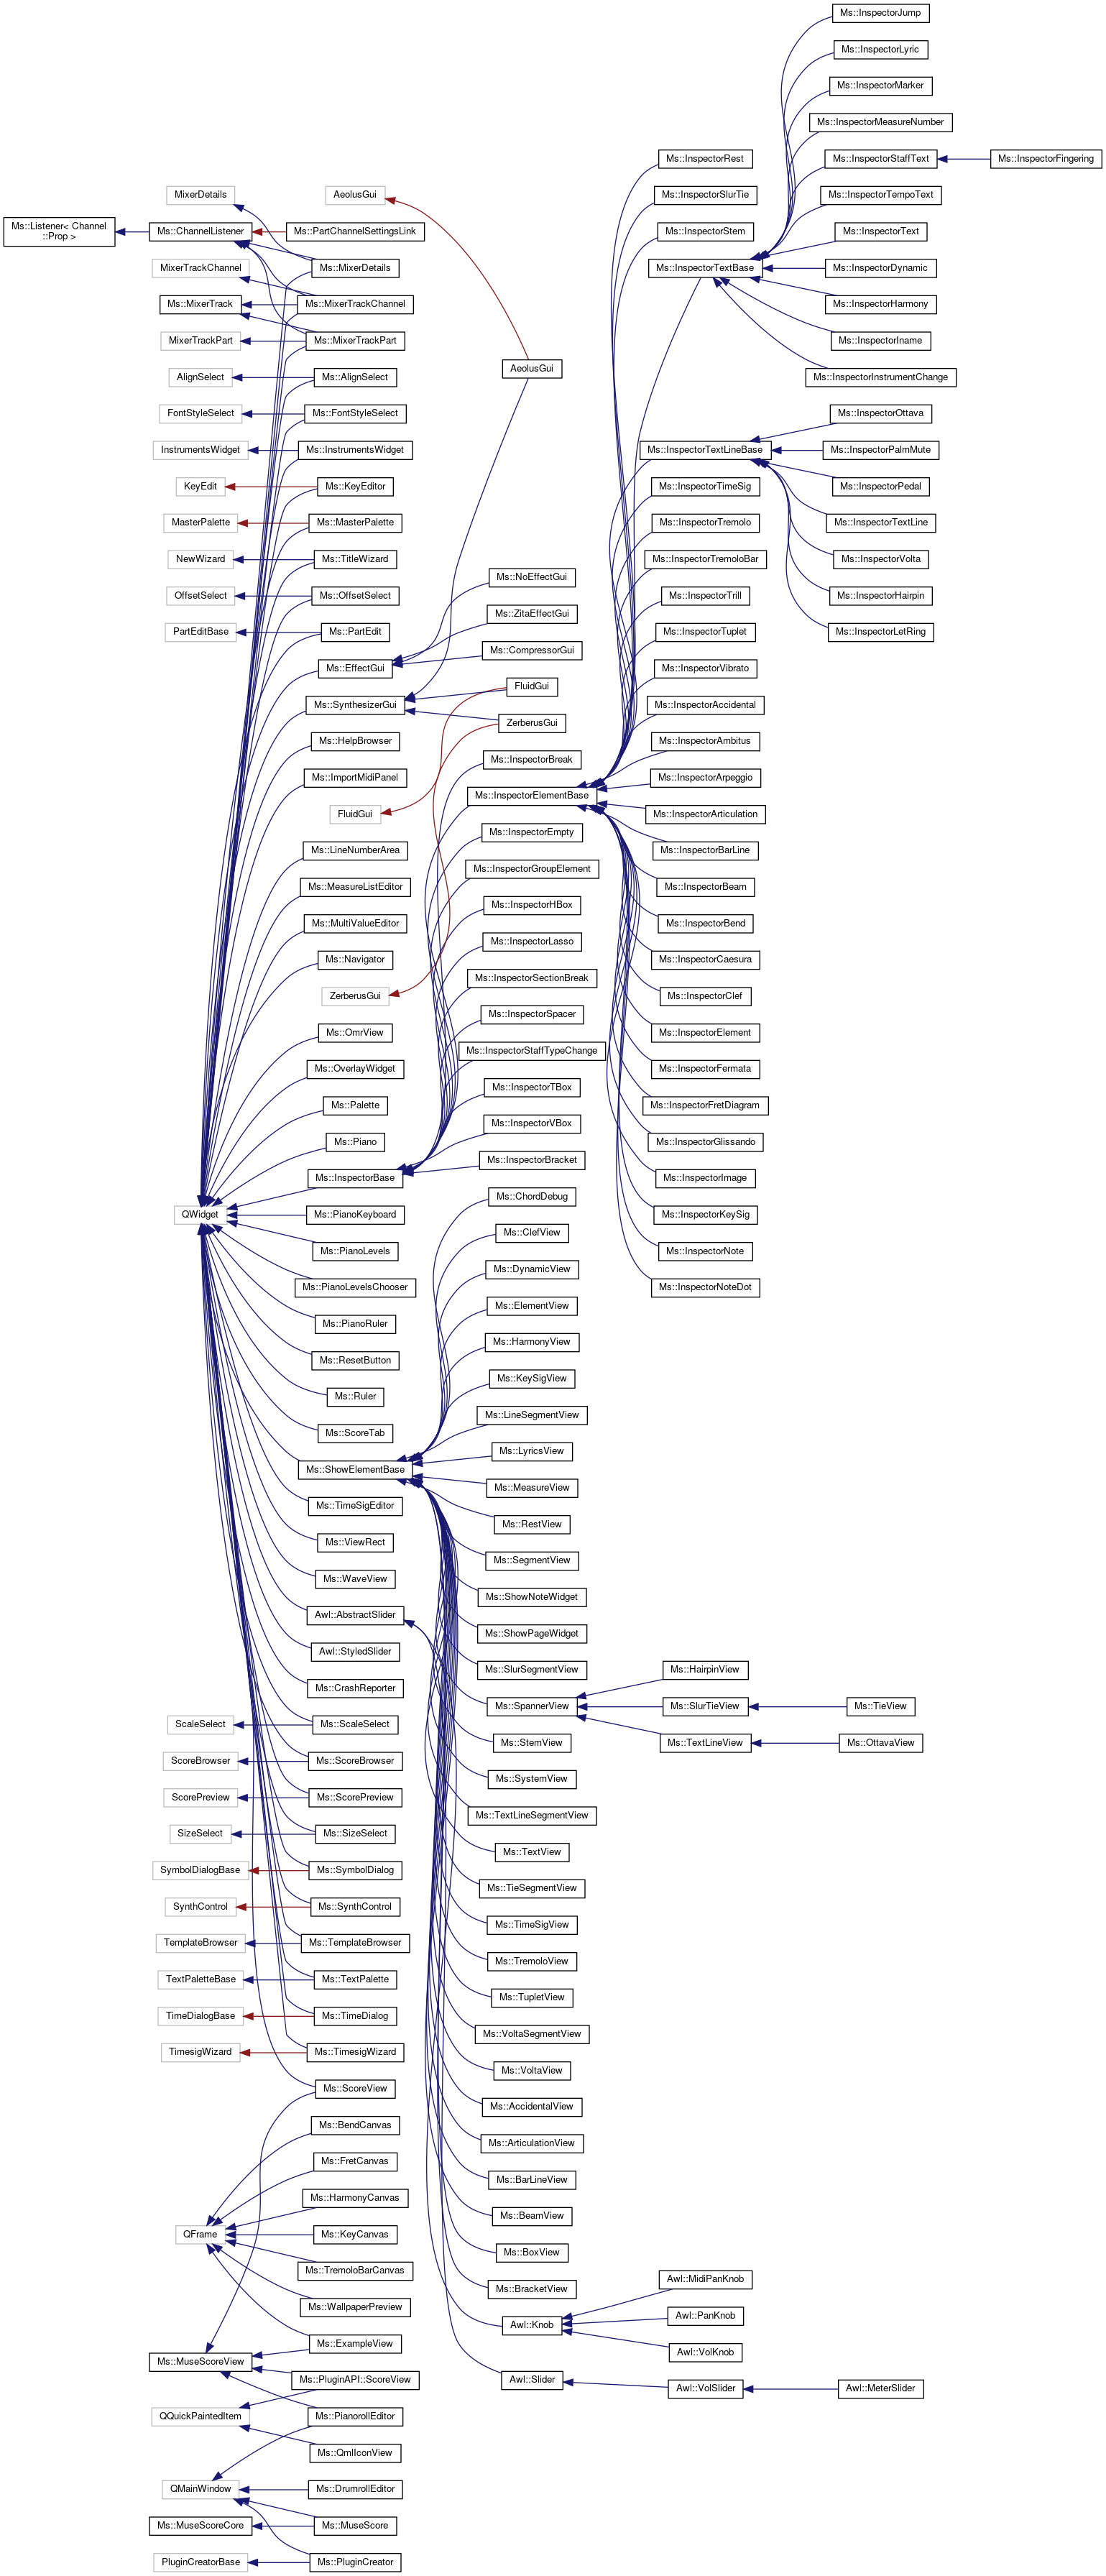 Ms::InspectorJump
Ms::InspectorLyric
Ms::InspectorMarker
Ms::InspectorMeasureNumber
Ms::InspectorRest
Ms::InspectorStaffText
Ms::InspectorFingering
MixerDetails
AeolusGui
Ms::InspectorSlurTie
Ms::InspectorTempoText
Ms::Listener< Channel
::Prop >
Ms::ChannelListener
Ms::PartChannelSettingsLink
Ms::InspectorStem
Ms::InspectorText
MixerTrackChannel
Ms::MixerDetails
Ms::InspectorTextBase
Ms::InspectorDynamic
Ms::MixerTrack
Ms::MixerTrackChannel
Ms::InspectorHarmony
MixerTrackPart
Ms::MixerTrackPart
Ms::InspectorIname
AeolusGui
AlignSelect
Ms::AlignSelect
Ms::InspectorInstrumentChange
FontStyleSelect
Ms::FontStyleSelect
Ms::InspectorOttava
InstrumentsWidget
Ms::InstrumentsWidget
Ms::InspectorTextLineBase
Ms::InspectorPalmMute
KeyEdit
Ms::KeyEditor
Ms::InspectorTimeSig
Ms::InspectorPedal
MasterPalette
Ms::MasterPalette
Ms::InspectorTremolo
Ms::InspectorTextLine
NewWizard
Ms::TitleWizard
Ms::InspectorTremoloBar
Ms::InspectorVolta
Ms::NoEffectGui
OffsetSelect
Ms::OffsetSelect
Ms::InspectorTrill
Ms::InspectorHairpin
Ms::ZitaEffectGui
PartEditBase
Ms::PartEdit
Ms::InspectorTuplet
Ms::InspectorLetRing
Ms::CompressorGui
Ms::EffectGui
Ms::InspectorVibrato
FluidGui
Ms::SynthesizerGui
Ms::InspectorAccidental
ZerberusGui
Ms::HelpBrowser
Ms::InspectorAmbitus
Ms::InspectorBreak
Ms::ImportMidiPanel
Ms::InspectorArpeggio
Ms::InspectorElementBase
FluidGui
Ms::InspectorArticulation
Ms::InspectorEmpty
Ms::LineNumberArea
Ms::InspectorBarLine
Ms::InspectorGroupElement
Ms::MeasureListEditor
Ms::InspectorBeam
Ms::InspectorHBox
Ms::MultiValueEditor
Ms::InspectorBend
Ms::InspectorLasso
Ms::Navigator
Ms::InspectorCaesura
Ms::InspectorSectionBreak
ZerberusGui
Ms::InspectorClef
Ms::InspectorSpacer
Ms::OmrView
Ms::InspectorElement
Ms::InspectorStaffTypeChange
Ms::OverlayWidget
Ms::InspectorFermata
Ms::InspectorTBox
Ms::Palette
Ms::InspectorFretDiagram
Ms::InspectorVBox
Ms::Piano
Ms::InspectorGlissando
Ms::InspectorBracket
Ms::InspectorBase
Ms::InspectorImage
Ms::ChordDebug
QWidget
Ms::PianoKeyboard
Ms::InspectorKeySig
Ms::ClefView
Ms::PianoLevels
Ms::InspectorNote
Ms::DynamicView
Ms::PianoLevelsChooser
Ms::InspectorNoteDot
Ms::ElementView
Ms::PianoRuler
Ms::HarmonyView
Ms::ResetButton
Ms::KeySigView
Ms::Ruler
Ms::LineSegmentView
Ms::ScoreTab
Ms::LyricsView
Ms::ShowElementBase
Ms::MeasureView
Ms::TimeSigEditor
Ms::RestView
Ms::ViewRect
Ms::SegmentView
Ms::WaveView
Ms::ShowNoteWidget
Awl::AbstractSlider
Ms::ShowPageWidget
Awl::StyledSlider
Ms::SlurSegmentView
Ms::HairpinView
Ms::CrashReporter
Ms::SpannerView
Ms::SlurTieView
Ms::TieView
ScaleSelect
Ms::ScaleSelect
Ms::StemView
Ms::TextLineView
Ms::OttavaView
ScoreBrowser
Ms::ScoreBrowser
Ms::SystemView
ScorePreview
Ms::ScorePreview
Ms::TextLineSegmentView
SizeSelect
Ms::SizeSelect
Ms::TextView
SymbolDialogBase
Ms::SymbolDialog
Ms::TieSegmentView
SynthControl
Ms::SynthControl
Ms::TimeSigView
TemplateBrowser
Ms::TemplateBrowser
Ms::TremoloView
TextPaletteBase
Ms::TextPalette
Ms::TupletView
TimeDialogBase
Ms::TimeDialog
Ms::VoltaSegmentView
TimesigWizard
Ms::TimesigWizard
Ms::VoltaView
Ms::ScoreView
Ms::AccidentalView
Ms::BendCanvas
Ms::ArticulationView
Ms::FretCanvas
Ms::BarLineView
Ms::HarmonyCanvas
Ms::BeamView
QFrame
Ms::KeyCanvas
Ms::BoxView
Ms::TremoloBarCanvas
Ms::BracketView
Awl::MidiPanKnob
Ms::WallpaperPreview
Awl::Knob
Awl::PanKnob
Ms::ExampleView
Awl::VolKnob
Ms::MuseScoreView
Ms::PluginAPI::ScoreView
Awl::Slider
Awl::VolSlider
Awl::MeterSlider
QQuickPaintedItem
Ms::PianorollEditor
Ms::QmlIconView
QMainWindow
Ms::DrumrollEditor
Ms::MuseScoreCore
Ms::MuseScore
PluginCreatorBase
Ms::PluginCreator